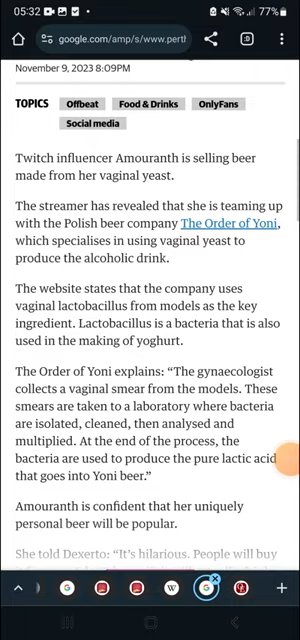 05:32
77%
google.com/amp/s/www.perth
:D
November 9, 2023 8:09PM
TOPICS Offbeat Food & Drinks OnlyFans
Social media
Twitch influencer Amouranth is selling beer
made from her vaginal yeast.
The streamer has revealed that she is teaming up
with the Polish beer company The Order of Yoni,
which specialises in using vaginal yeast to
produce the alcoholic drink.
The website states that the company uses
vaginal lactobacillus from models as the key
ingredient. Lactobacillus is a bacteria that is also
used in the making of yoghurt.
The Order of Yoni explains: “The gynaecologist
collects a vaginal smear from the models. These
smears are taken to a laboratory where bacteria
are isolated, cleaned, then analysed and
multiplied. At the end of the process, the
bacteria are used to produce the pure lactic acid
that goes into Yoni beer.”
Amouranth is confident that her uniquely
personal beer will be popular.
She told Dexerto: “It’s hilarious. People will buy